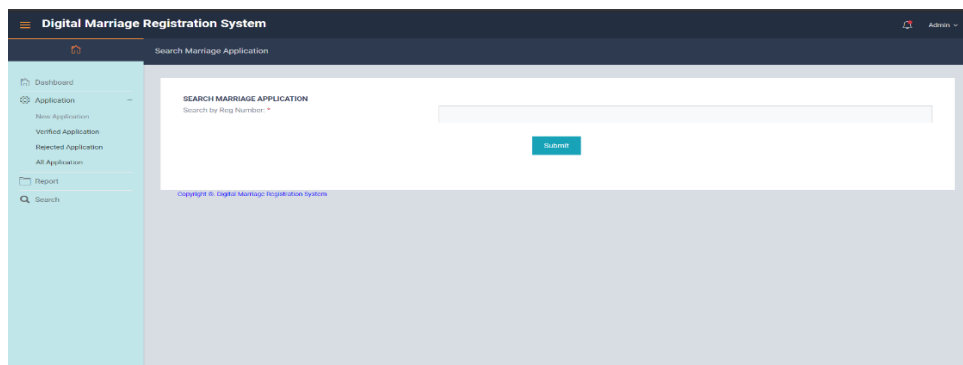 Digital Marriage Registration System
Admin
Search Marriage Application
Dashboard
Application
New Application
Verified Application
Rejected Application
All Application
Report
Search
SEARCH MARRIAGE APPLICATION
Search by Reg Number: *
Submit
Copyright ©. Digital Marriage Registration System